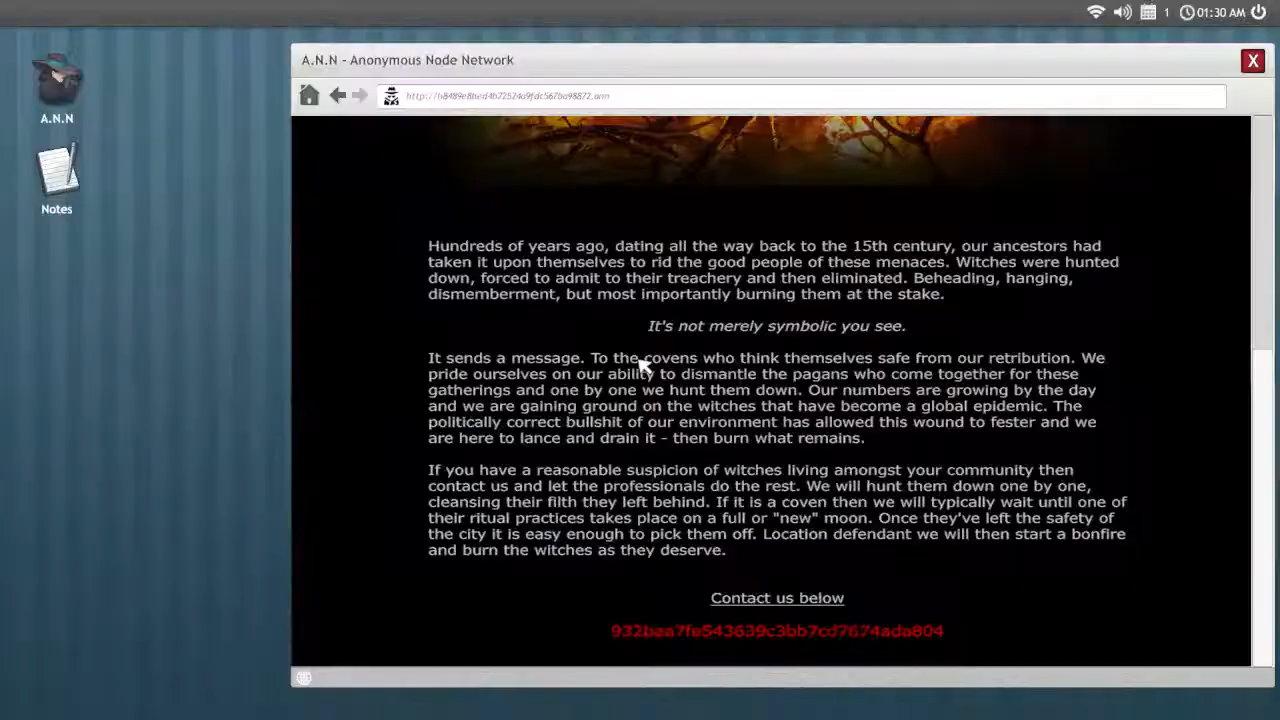 1 01:30 AM
A.N.N - Anonymous Node Network
X
A.N.N
Notes
Hundreds of years ago, dating all the way back to the 15th century, our ancestors had
taken it upon themselves to rid the good people of these menaces. Witches were hunted
down, forced to admit to their treachery and then eliminated. Beheading, hanging,
dismemberment, but most importantly burning them at the stake.
It's not merely symbolic you see.
It sends a message. To the covens who think themselves safe from our retribution. We
pride ourselves on our ability to dismantle the pagans who come together for these
gatherings and one by one we hunt them down. Our numbers are growing by the day
and we are gaining ground on the witches that have become a global epidemic. The
politically correct bullshit of our environment has allowed this wound to fester and we
are here to lance and drain it - then burn what remains.
If you have a reasonable suspicion of witches living amongst your community then
contact us and let the professionals do the rest. We will hunt them down one by one,
cleansing their filth they left behind. If it is a coven then we will typically wait until one of
their ritual practices takes place on a full or "new" moon. Once they've left the safety of
the city it is easy enough to pick them off. Location defendant we will then start a bonfire
and burn the witches as they deserve.
Contact us below
932baa7fe543639c3bb7cd7674ada804